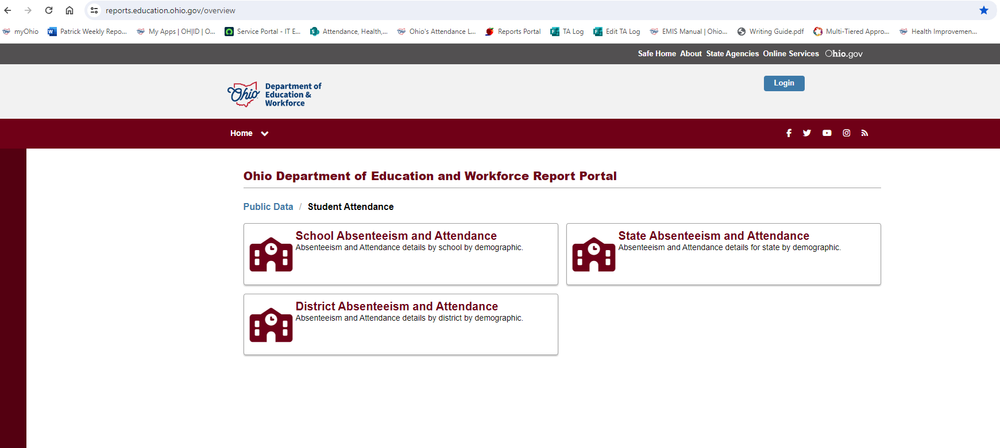 reports.education.ohio.gov/overview
myOhio Patrick Weekly Repo... My Apps | OH|ID | O... Service Portal - IT E... Attendance, Health,... Ohio's Attendance L... Reports Portal TA Log Edit TA Log EMIS Manual | Ohio... Writing Guide.pdf Multi-Tiered Appro... Health Improvemen...
Safe Home About State Agencies Online Services Ohio.gov
Ohio
Department of
Education &
Workforce
Login
Home
Ohio Department of Education and Workforce Report Portal
Public Data / Student Attendance
School Absenteeism and Attendance
Absenteeism and Attendance details by school by demographic.
State Absenteeism and Attendance
Absenteeism and Attendance details for state by demographic.
District Absenteeism and Attendance
Absenteeism and Attendance details by district by demographic.